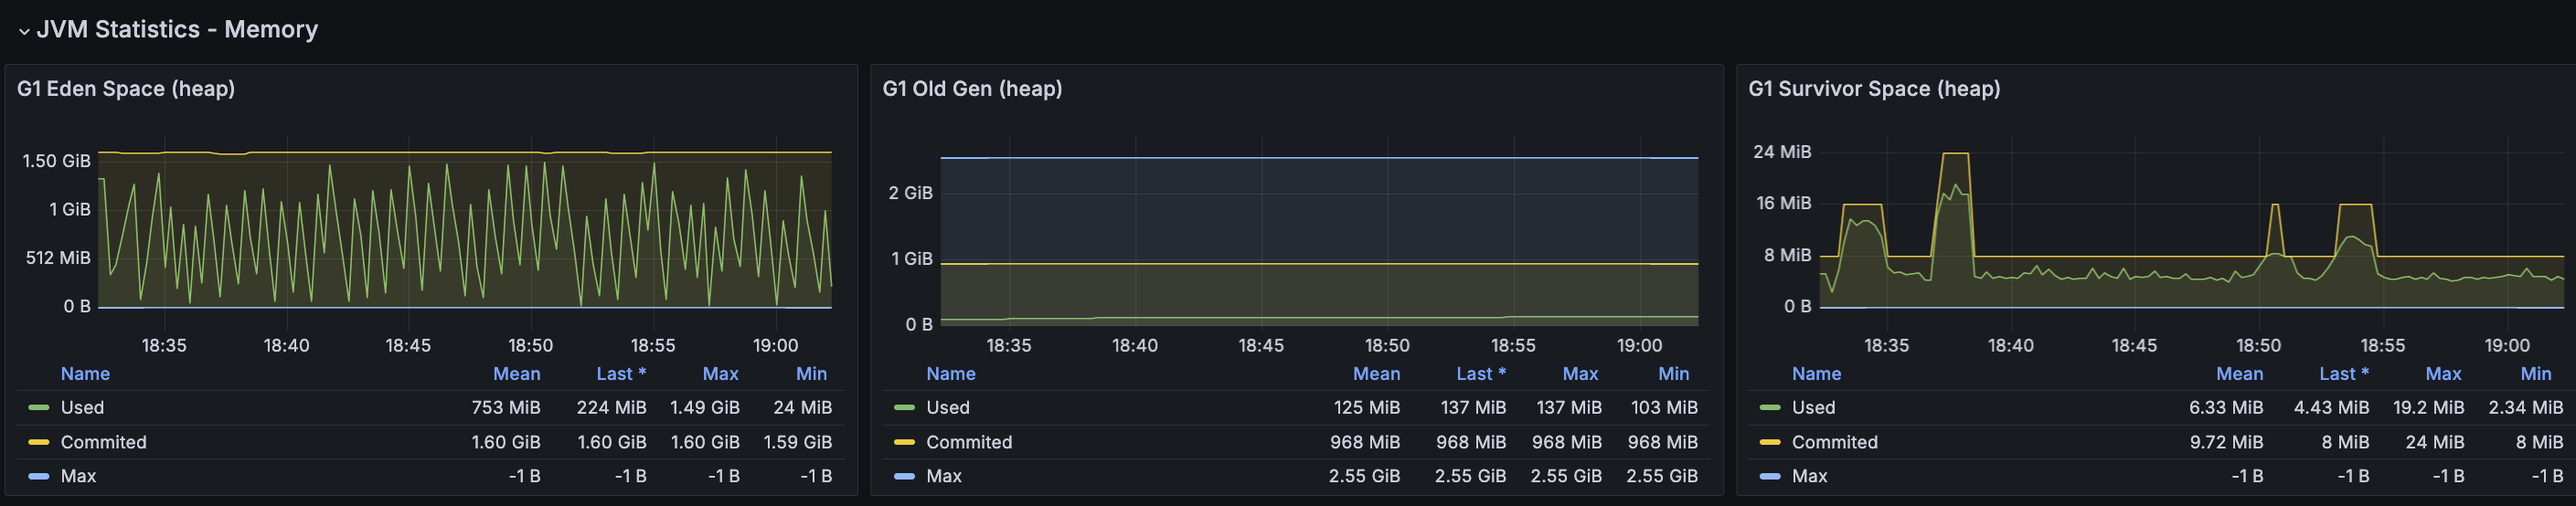 JVM Statistics - Memory
G1 Eden Space (heap)
1.50 GiB
1 GiB
512 MiB
0 B
18:35 18:40 18:45 18:50 18:55 19:00
Name Mean Last * Max Min
Used 753 MiB 224 MiB 1.49 GiB 24 MiB
Commited 1.60 GiB 1.60 GiB 1.60 GiB 1.59 GiB
Max -1 B -1 B -1 B -1 B
G1 Old Gen (heap)
2 GiB
1 GiB
0 B
18:35 18:40 18:45 18:50 18:55 19:00
Name Mean Last * Max Min
Used 125 MiB 137 MiB 137 MiB 103 MiB
Commited 968 MiB 968 MiB 968 MiB 968 MiB
Max 2.55 GiB 2.55 GiB 2.55 GiB 2.55 GiB
G1 Survivor Space (heap)
24 MiB
16 MiB
8 MiB
0 B
18:35 18:40 18:45 18:50 18:55 19:00
Name Mean Last * Max Min
Used 6.33 MiB 4.43 MiB 19.2 MiB 2.34 MiB
Commited 9.72 MiB 8 MiB 24 MiB 8 MiB
Max -1 B -1 B -1 B -1 B